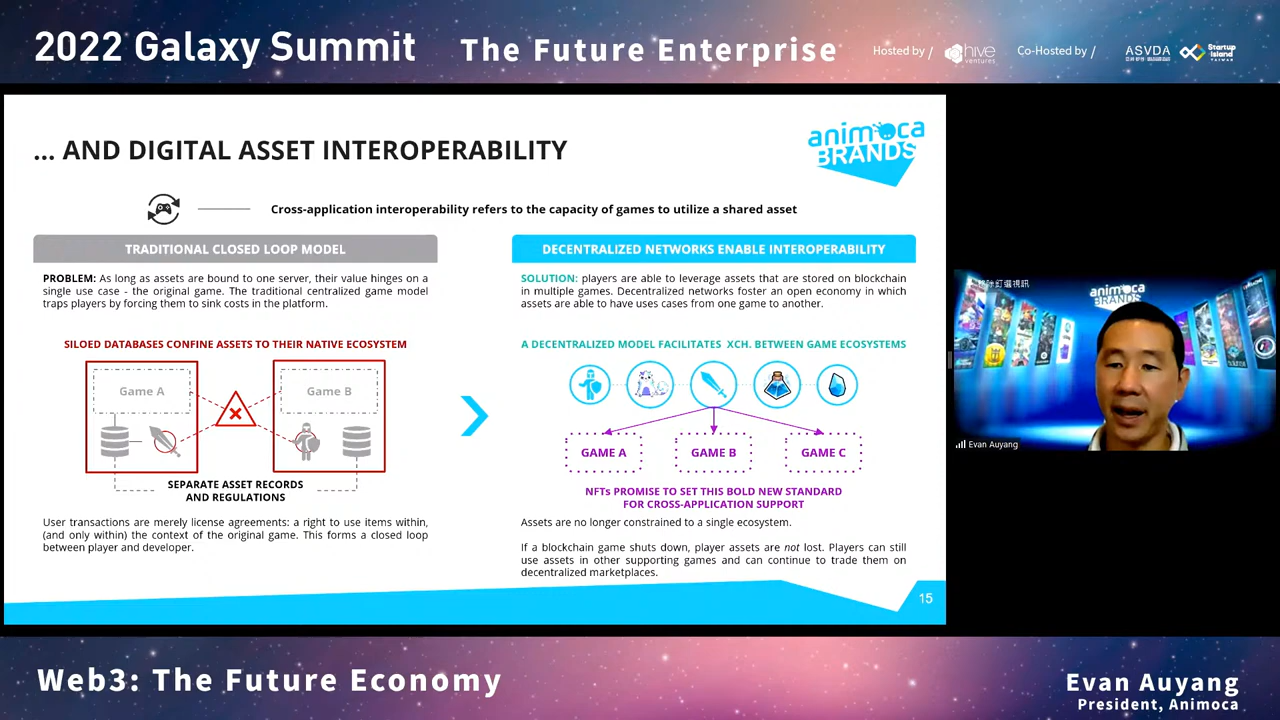 2022 Galaxy Summit
The Future Enterprise
Hosted by /
hive
ventures
Co-Hosted by /
ASVDA
Startup
Island
TAIWAN
... AND DIGITAL ASSET INTEROPERABILITY
animoca
BRANDS
Cross-application interoperability refers to the capacity of games to utilize a shared asset
TRADITIONAL CLOSED LOOP MODEL
PROBLEM: As long as assets are bound to one server, their value hinges on a
single use case - the original game. The traditional centralized game model
traps players by forcing them to sink costs in the platform.
SILOED DATABASES CONFINE ASSETS TO THEIR NATIVE ECOSYSTEM
Game A
Game B
SEPARATE ASSET RECORDS
AND REGULATIONS
User transactions are merely license agreements: a right to use items within,
(and only within) the context of the original game. This forms a closed loop
between player and developer.
DECENTRALIZED NETWORKS ENABLE INTEROPERABILITY
SOLUTION: players are able to leverage assets that are stored on blockchain
in multiple games. Decentralized networks foster an open economy in which
assets are able to have uses cases from one game to another.
A DECENTRALIZED MODEL FACILITATES XCH. BETWEEN GAME ECOSYSTEMS
GAME A
GAME B
GAME C
NFTs PROMISE TO SET THIS BOLD NEW STANDARD
FOR CROSS-APPLICATION SUPPORT
Assets are no longer constrained to a single ecosystem.
If a blockchain game shuts down, player assets are not lost. Players can still
use assets in other supporting games and can continue to trade them on
decentralized marketplaces.
15
移除釘選視訊
animoca
BRANDS
Evan Auyang
Web3: The Future Economy
Evan Auyang
President, Animoca